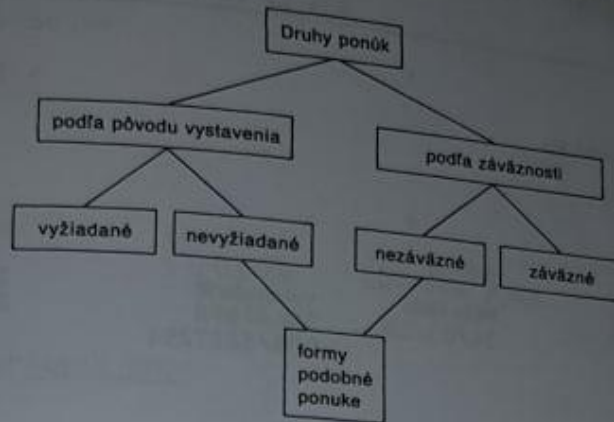 Druhy ponúk
podľa pôvodu vystavenia
podľa záväznosti
vyžiadané
nevyžiadané
nezáväzné
záväzné
formy
podobné
ponuke